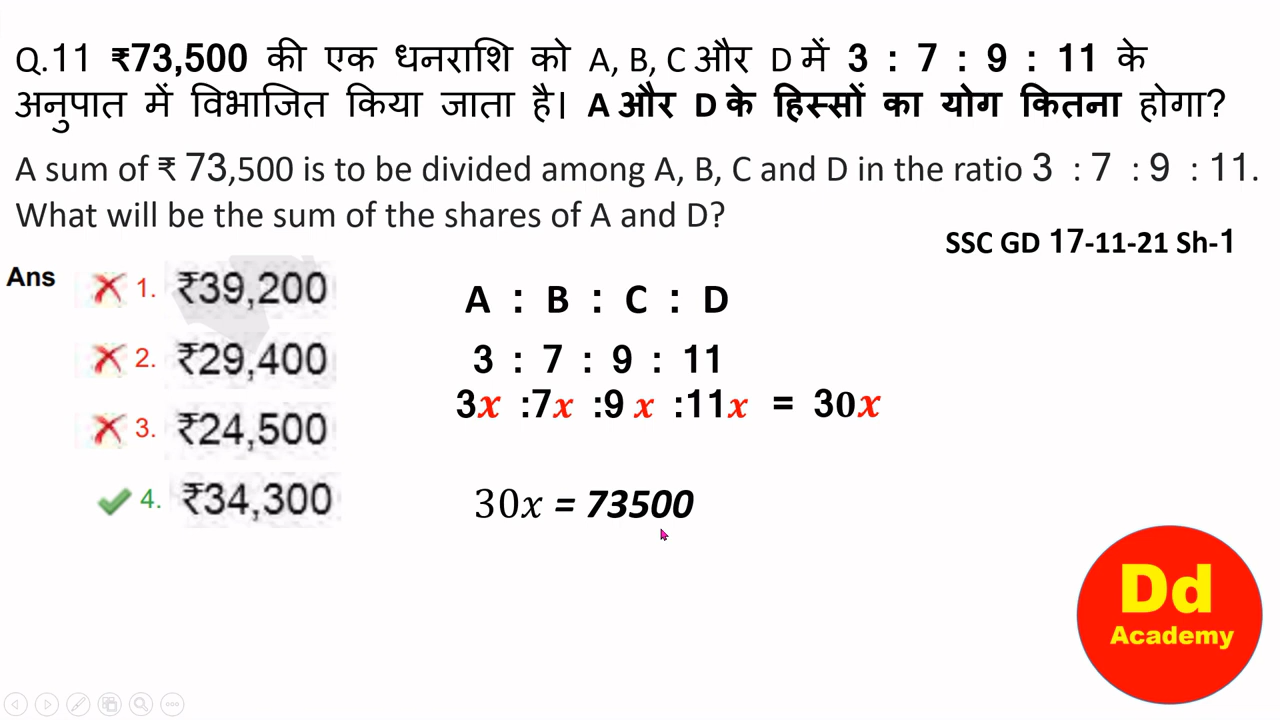 Q.11 ₹73,500 की एक धनराशि को A, B, C और D में 3 : 7 : 9 : 11 के
अनुपात में विभाजित किया जाता है। A और D के हिस्सों का योग कितना होगा?
A sum of ₹ 73,500 is to be divided among A, B, C and D in the ratio 3 : 7 : 9 : 11.
What will be the sum of the shares of A and D?
SSC GD 17-11-21 Sh-1
Ans
1. ₹39,200
2. ₹29,400
3. ₹24,500
4. ₹34,300
A : B : C : D
3 : 7 : 9 : 11
3x :7x :9 x :11x = 30x
30x = 73500
Dd
Academy